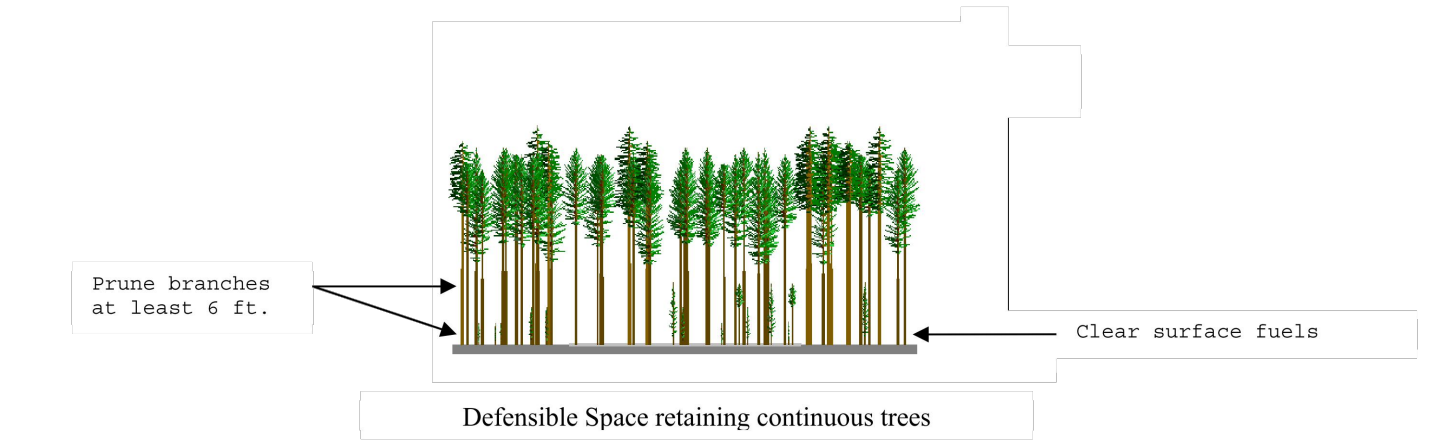 Prune branches
at least 6 ft.
Clear surface fuels
Defensible Space retaining continuous trees